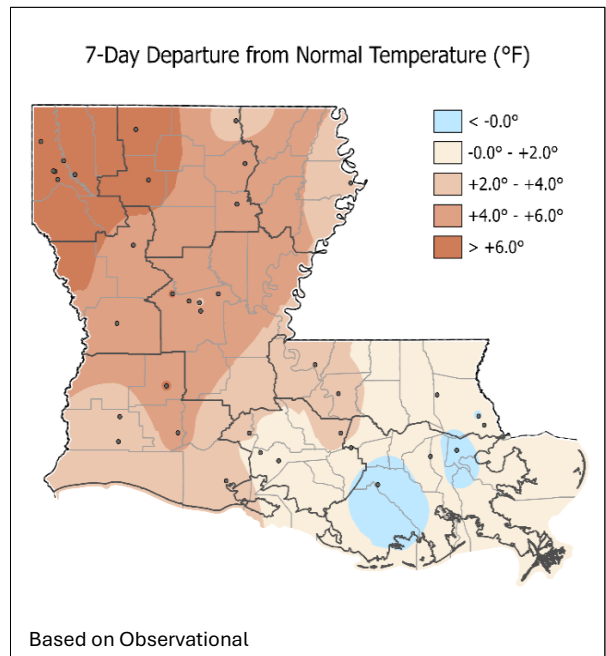 7-Day Departure from Normal Temperature (°F)
< -0.0°
-0.0° - +2.0°
+2.0° - +4.0°
+4.0° - +6.0°
> +6.0°
Based on Observational